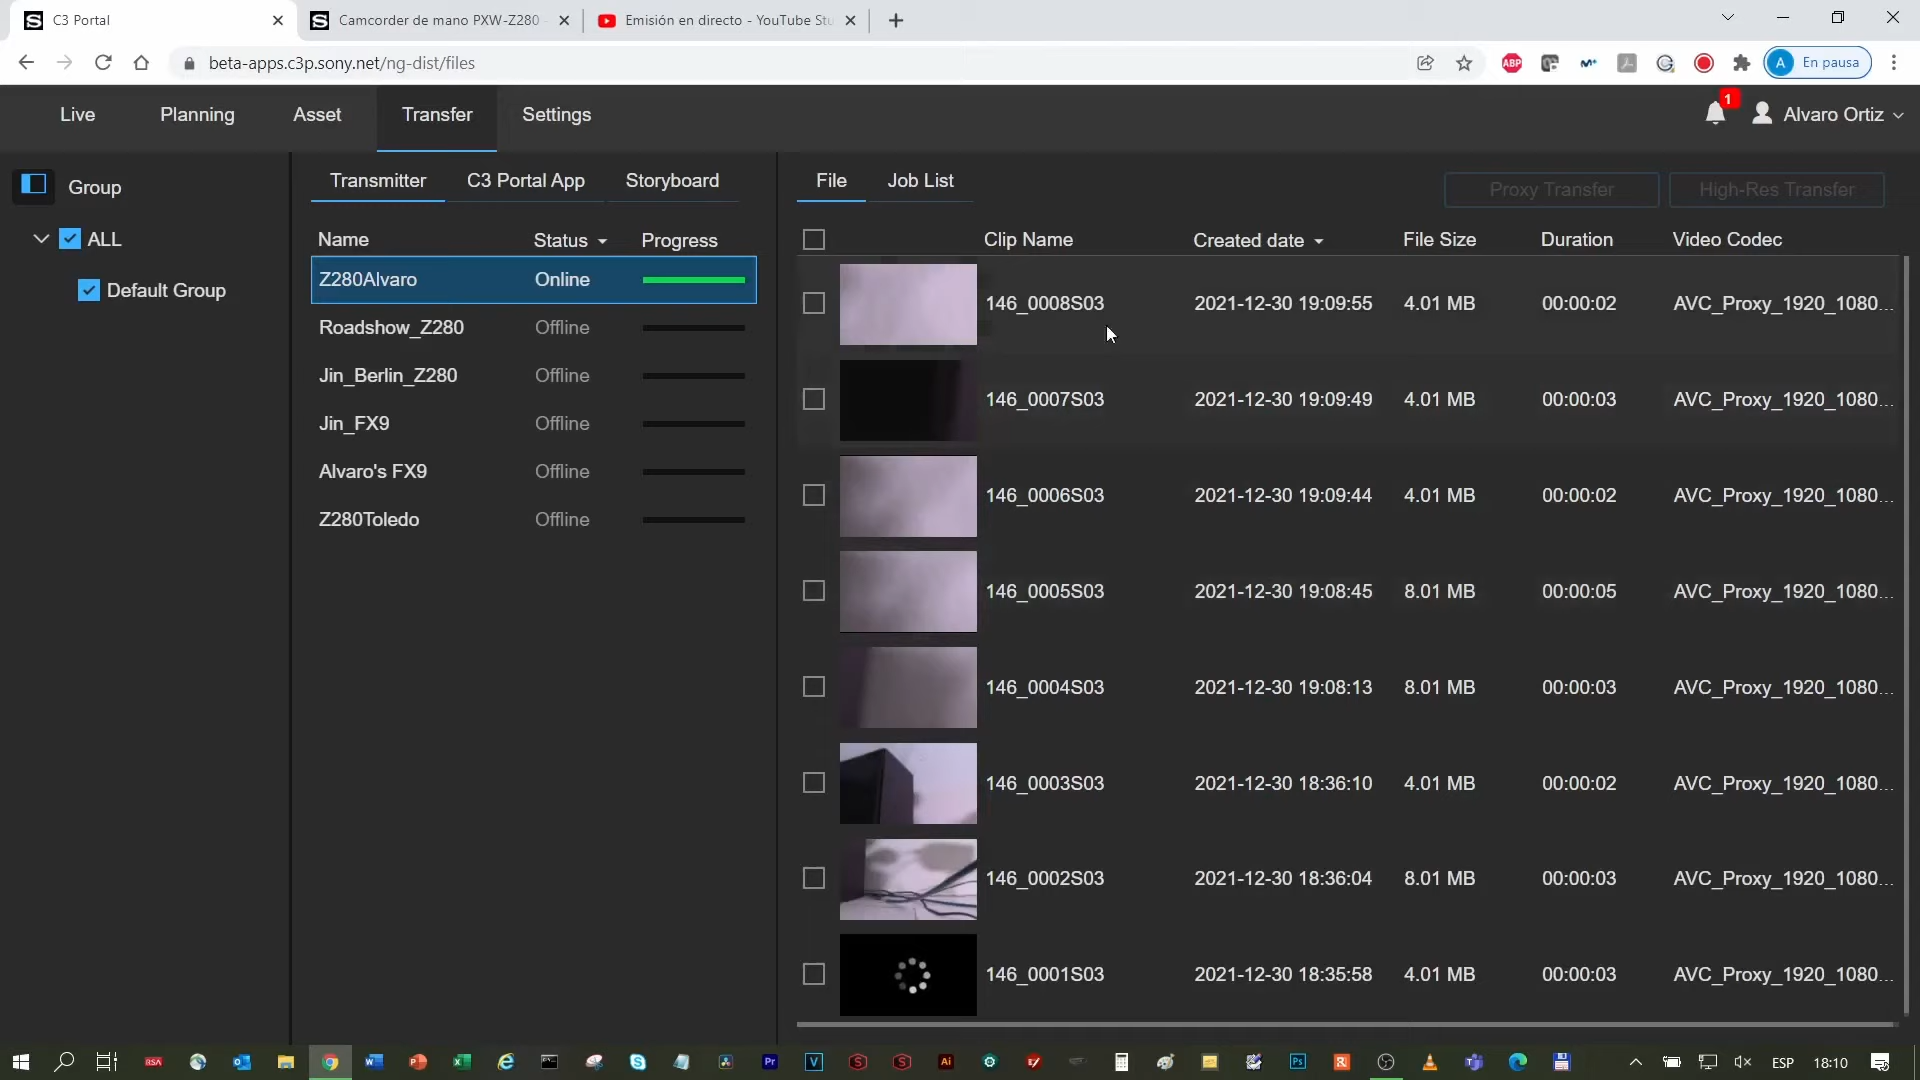 C3 Portal
Camcorder de mano PXW-Z280
Emisión en directo - YouTube Stu
beta-apps.c3p.sony.net/ng-dist/files
ABP
A En pausa
Live Planning Asset Transfer Settings
1
Alvaro Ortiz
Group
ALL
Default Group
Transmitter C3 Portal App Storyboard
Name Status Progress
Z280Alvaro Online
Roadshow_Z280 Offline
Jin_Berlin_Z280 Offline
Jin_FX9 Offline
Alvaro's FX9 Offline
Z280Toledo Offline
File Job List
Proxy Transfer High-Res Transfer
Clip Name Created date File Size Duration Video Codec
146_0008S03 2021-12-30 19:09:55 4.01 MB 00:00:02 AVC_Proxy_1920_1080...
146_0007S03 2021-12-30 19:09:49 4.01 MB 00:00:03 AVC_Proxy_1920_1080...
146_0006S03 2021-12-30 19:09:44 4.01 MB 00:00:02 AVC_Proxy_1920_1080...
146_0005S03 2021-12-30 19:08:45 8.01 MB 00:00:05 AVC_Proxy_1920_1080...
146_0004S03 2021-12-30 19:08:13 8.01 MB 00:00:03 AVC_Proxy_1920_1080...
146_0003S03 2021-12-30 18:36:10 4.01 MB 00:00:02 AVC_Proxy_1920_1080...
146_0002S03 2021-12-30 18:36:04 8.01 MB 00:00:03 AVC_Proxy_1920_1080...
146_0001S03 2021-12-30 18:35:58 4.01 MB 00:00:03 AVC_Proxy_1920_1080...
RSA
Pr
Ai
Ps
ESP 18:10